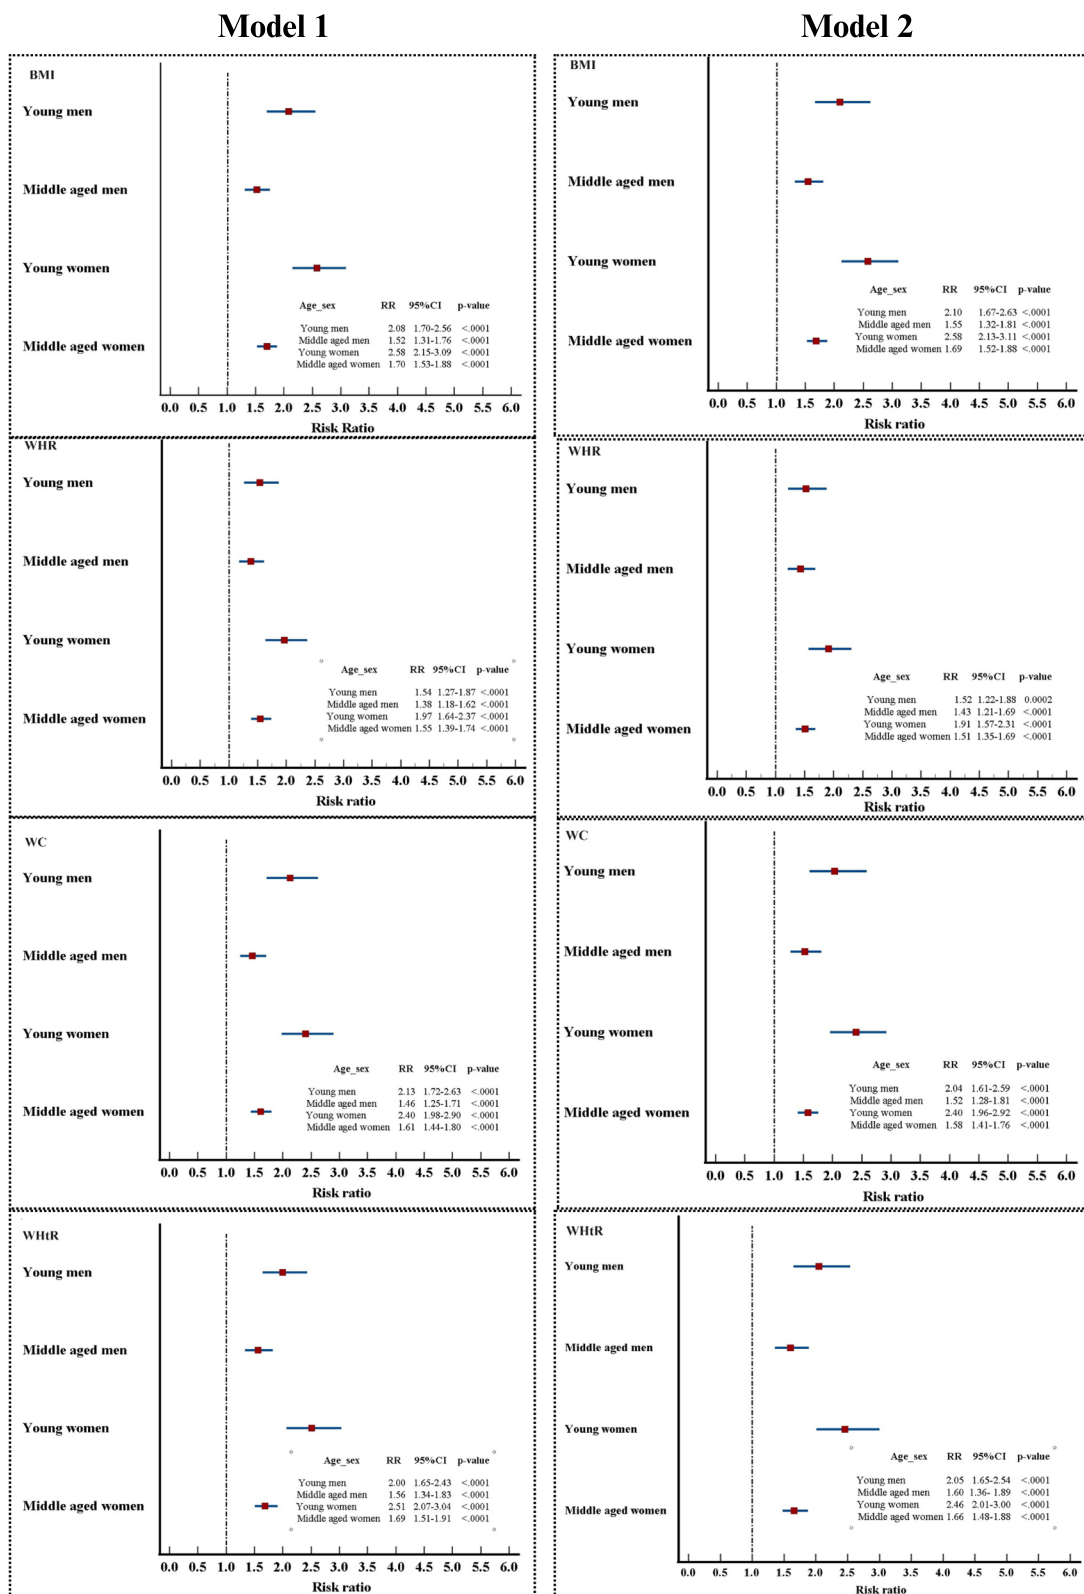 Model 1
BMI
Young men
Middle aged men
Young women
Age_sex RR 95%CI p-value
Young men 2.08 1.70-2.56 <.0001
Middle aged men 1.52 1.31-1.76 <.0001
Young women 2.58 2.15-3.09 <.0001
Middle aged women 1.70 1.53-1.88 <.0001
Middle aged women
0.0 0.5 1.0 1.5 2.0 2.5 3.0 3.5 4.0 4.5 5.0 5.5 6.0
Risk Ratio
WHR
Young men
Middle aged men
Young women
Age_sex RR 95%CI p-value
Young men 1.54 1.27-1.87 <.0001
Middle aged men 1.38 1.18-1.62 <.0001
Young women 1.97 1.64-2.37 <.0001
Middle aged women 1.55 1.39-1.74 <.0001
Middle aged women
0.0 0.5 1.0 1.5 2.0 2.5 3.0 3.5 4.0 4.5 5.0 5.5 6.0
Risk ratio
WC
Young men
Middle aged men
Young women
Age_sex RR 95%CI p-value
Young men 2.13 1.72-2.63 <.0001
Middle aged men 1.46 1.25-1.71 <.0001
Young women 2.40 1.98-2.90 <.0001
Middle aged women 1.61 1.44-1.80 <.0001
Middle aged women
0.0 0.5 1.0 1.5 2.0 2.5 3.0 3.5 4.0 4.5 5.0 5.5 6.0
Risk ratio
WHtR
Young men
Middle aged men
Young women
Age_sex RR 95%CI p-value
Young men 2.00 1.65-2.43 <.0001
Middle aged men 1.56 1.34-1.83 <.0001
Young women 2.51 2.07-3.04 <.0001
Middle aged women 1.69 1.51-1.91 <.0001
Middle aged women
0.0 0.5 1.0 1.5 2.0 2.5 3.0 3.5 4.0 4.5 5.0 5.5 6.0
Risk ratio
Model 2
BMI
Young men
Middle aged men
Young women
Age_sex RR 95%CI p-value
Young men 2.10 1.67-2.63 <.0001
Middle aged men 1.55 1.32-1.81 <.0001
Young women 2.58 2.13-3.11 <.0001
Middle aged women 1.69 1.52-1.88 <.0001
Middle aged women
0.0 0.5 1.0 1.5 2.0 2.5 3.0 3.5 4.0 4.5 5.0 5.5 6.0
Risk ratio
WHR
Young men
Middle aged men
Young women
Age_sex RR 95%CI p-value
Young men 1.52 1.22-1.88 0.0002
Middle aged men 1.43 1.21-1.69 <.0001
Young women 1.91 1.57-2.31 <.0001
Middle aged women 1.51 1.35-1.69 <.0001
Middle aged women
0.0 0.5 1.0 1.5 2.0 2.5 3.0 3.5 4.0 4.5 5.0 5.5 6.0
Risk ratio
WC
Young men
Middle aged men
Young women
Age_sex RR 95%CI p-value
Young men 2.04 1.61-2.59 <.0001
Middle aged men 1.52 1.28-1.81 <.0001
Young women 2.40 1.96-2.92 <.0001
Middle aged women 1.58 1.41-1.76 <.0001
Middle aged women
0.0 0.5 1.0 1.5 2.0 2.5 3.0 3.5 4.0 4.5 5.0 5.5 6.0
Risk ratio
WHtR
Young men
Middle aged men
Young women
Age_sex RR 95%CI p-value
Young men 2.05 1.65-2.54 <.0001
Middle aged men 1.60 1.36- 1.89 <.0001
Young women 2.46 2.01-3.00 <.0001
Middle aged women 1.66 1.48-1.88 <.0001
Middle aged women
0.0 0.5 1.0 1.5 2.0 2.5 3.0 3.5 4.0 4.5 5.0 5.5 6.0
Risk ratio